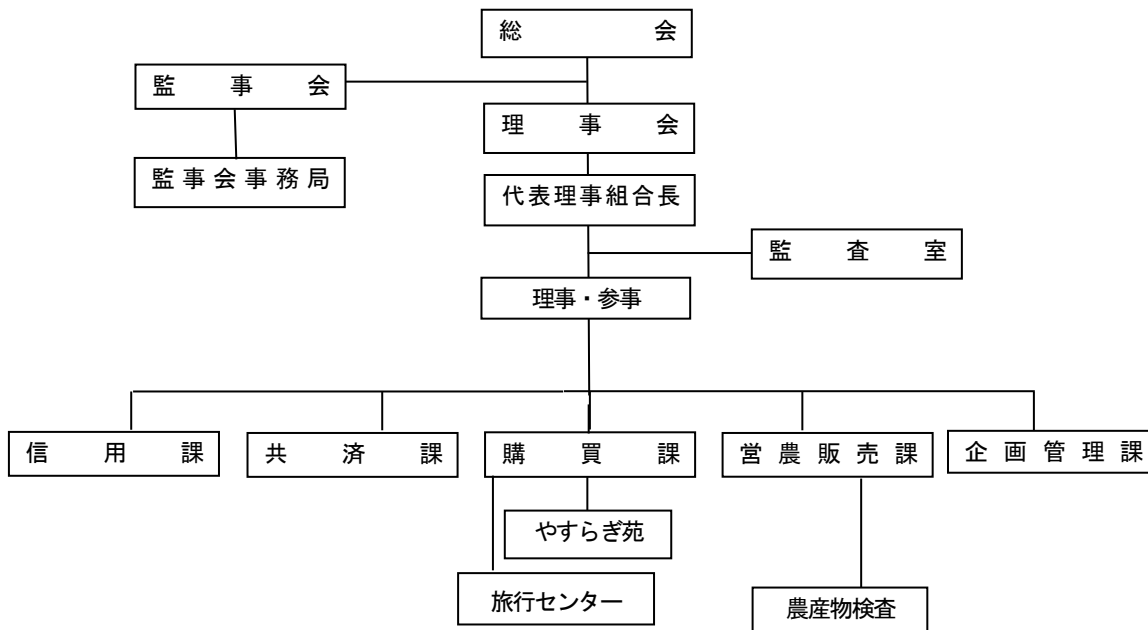 総会
監事会
理事会
監事会事務局
代表理事組合長
監査室
理事・参事
信用課
共済課
購買課
営農販売課
企画管理課
やすらぎ苑
旅行センター
農産物検査